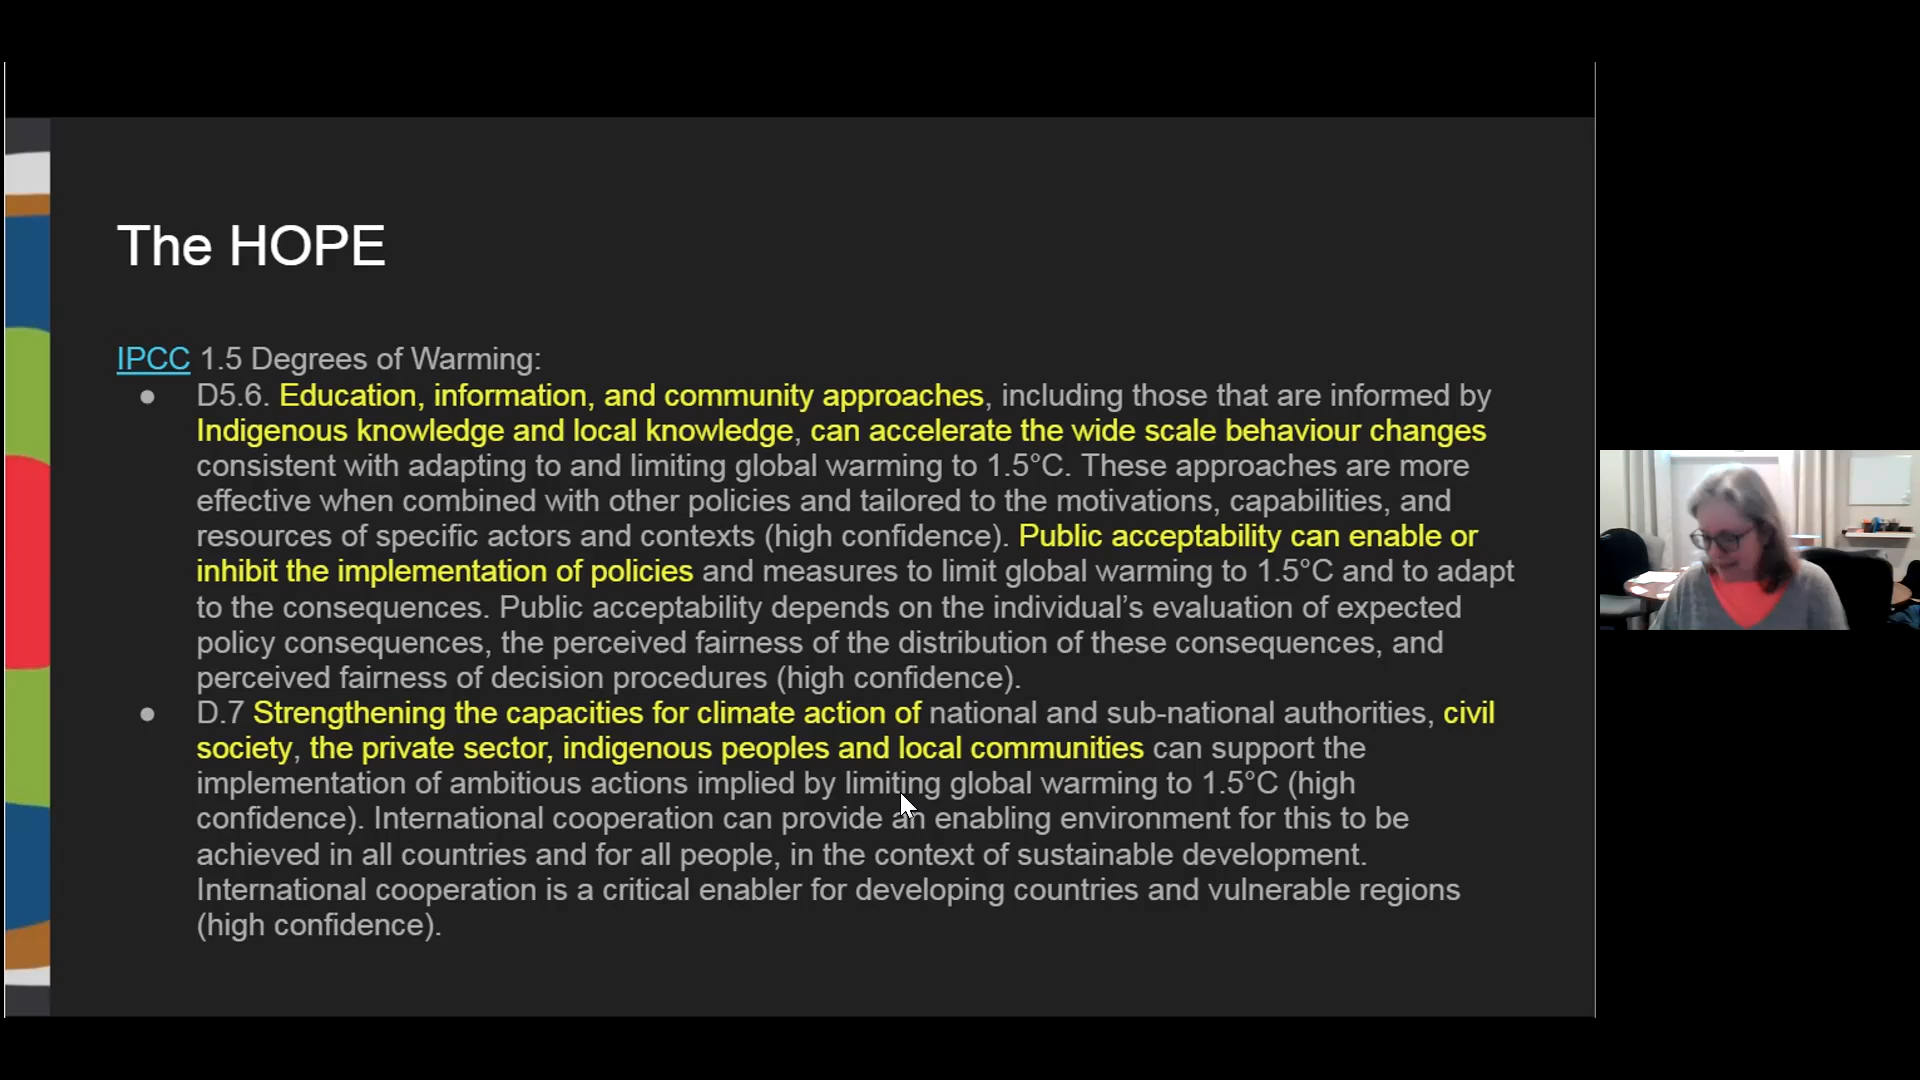 The HOPE
IPCC 1.5 Degrees of Warming:
● D5.6. Education, information, and community approaches, including those that are informed by
Indigenous knowledge and local knowledge, can accelerate the wide scale behaviour changes
consistent with adapting to and limiting global warming to 1.5°C. These approaches are more
effective when combined with other policies and tailored to the motivations, capabilities, and
resources of specific actors and contexts (high confidence). Public acceptability can enable or
inhibit the implementation of policies and measures to limit global warming to 1.5°C and to adapt
to the consequences. Public acceptability depends on the individual’s evaluation of expected
policy consequences, the perceived fairness of the distribution of these consequences, and
perceived fairness of decision procedures (high confidence).
● D.7 Strengthening the capacities for climate action of national and sub-national authorities, civil
society, the private sector, indigenous peoples and local communities can support the
implementation of ambitious actions implied by limiting global warming to 1.5°C (high
confidence). International cooperation can provide an enabling environment for this to be
achieved in all countries and for all people, in the context of sustainable development.
International cooperation is a critical enabler for developing countries and vulnerable regions
(high confidence).